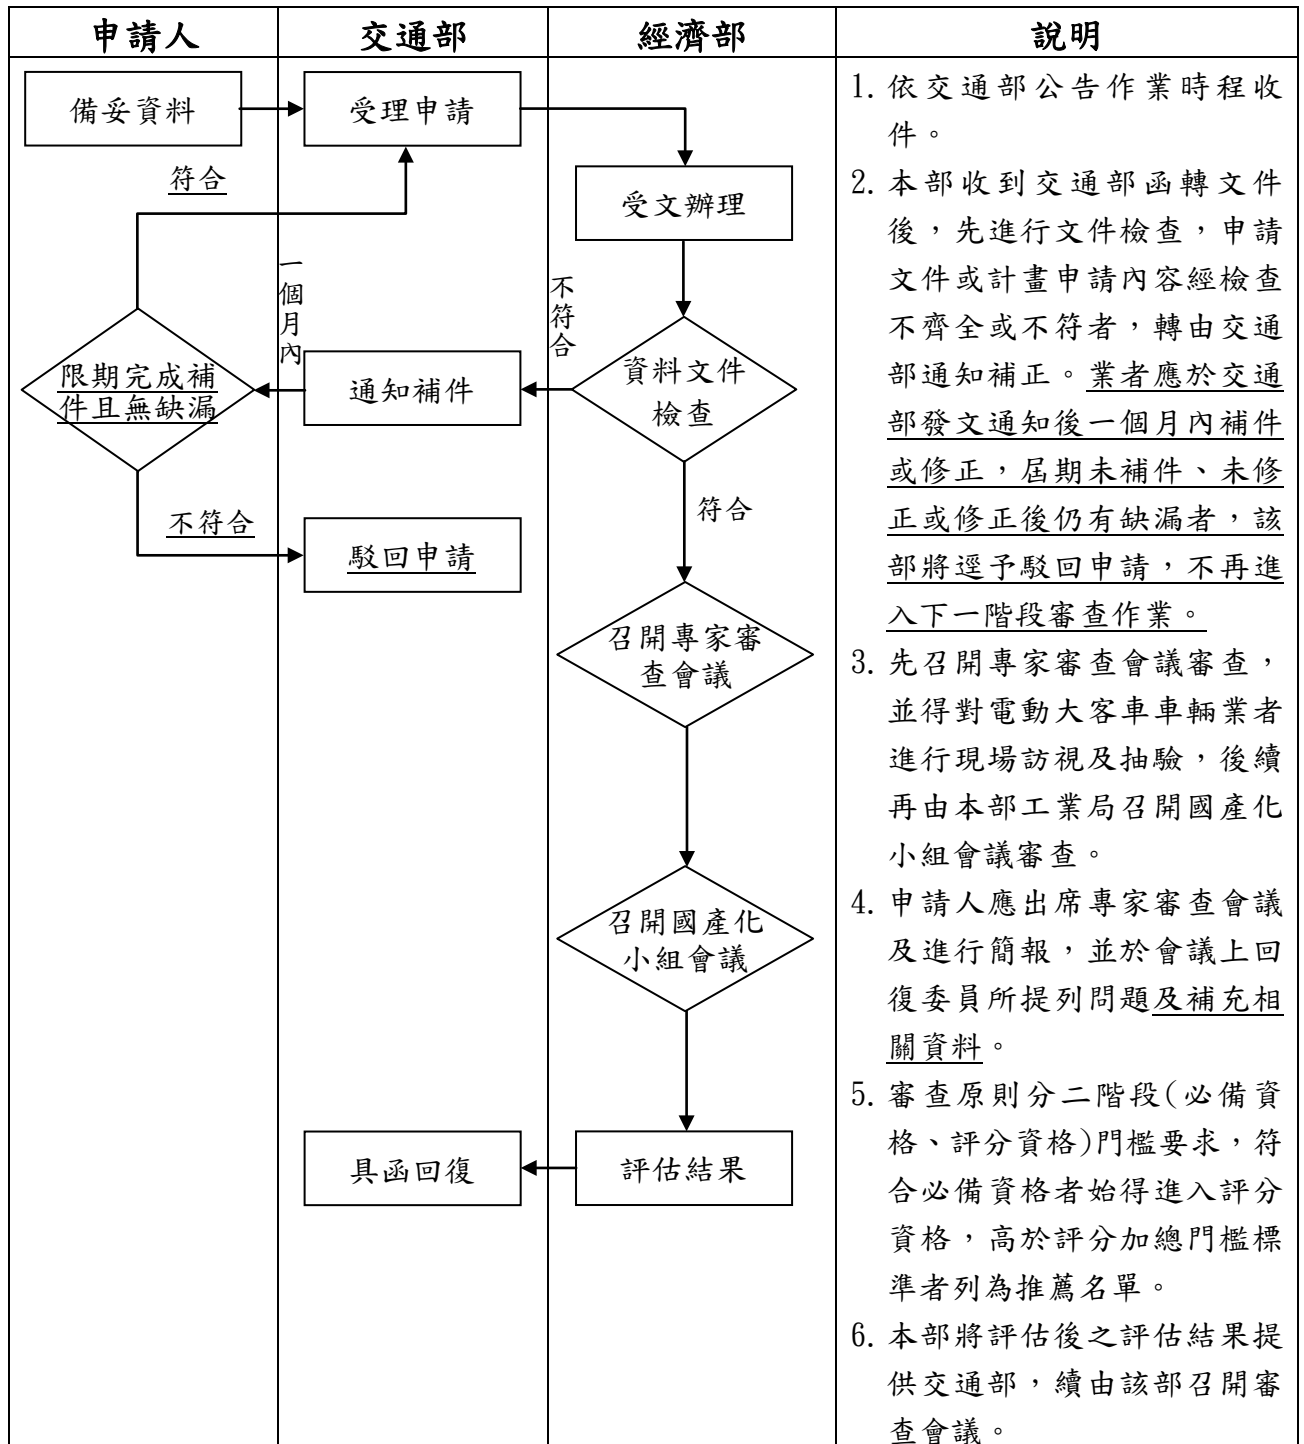 申請人
交通部
經濟部
說明
備妥資料
受理申請
符合
受文辦理
一個月內
不符合
限期完成補
件且無缺漏
通知補件
資料文件
檢查
不符合
駁回申請
符合
召開專家審
查會議
召開國產化
小組會議
具函回復
評估結果
1. 依交通部公告作業時程收
件。
2. 本部收到交通部函轉文件
後，先進行文件檢查，申請
文件或計畫申請內容經檢查
不齊全或不符者，轉由交通
部通知補正。業者應於交通
部發文通知後一個月內補件
或修正，屆期未補件、未修
正或修正後仍有缺漏者，該
部將逕予駁回申請，不再進
入下一階段審查作業。
3. 先召開專家審查會議審查，
並得對電動大客車車輛業者
進行現場訪視及抽驗，後續
再由本部工業局召開國產化
小組會議審查。
4. 申請人應出席專家審查會議
及進行簡報，並於會議上回
復委員所提列問題及補充相
關資料。
5. 審查原則分二階段(必備資
格、評分資格)門檻要求，符
合必備資格者始得進入評分
資格，高於評分加總門檻標
準者列為推薦名單。
6. 本部將評估後之評估結果提
供交通部，續由該部召開審
查會議。